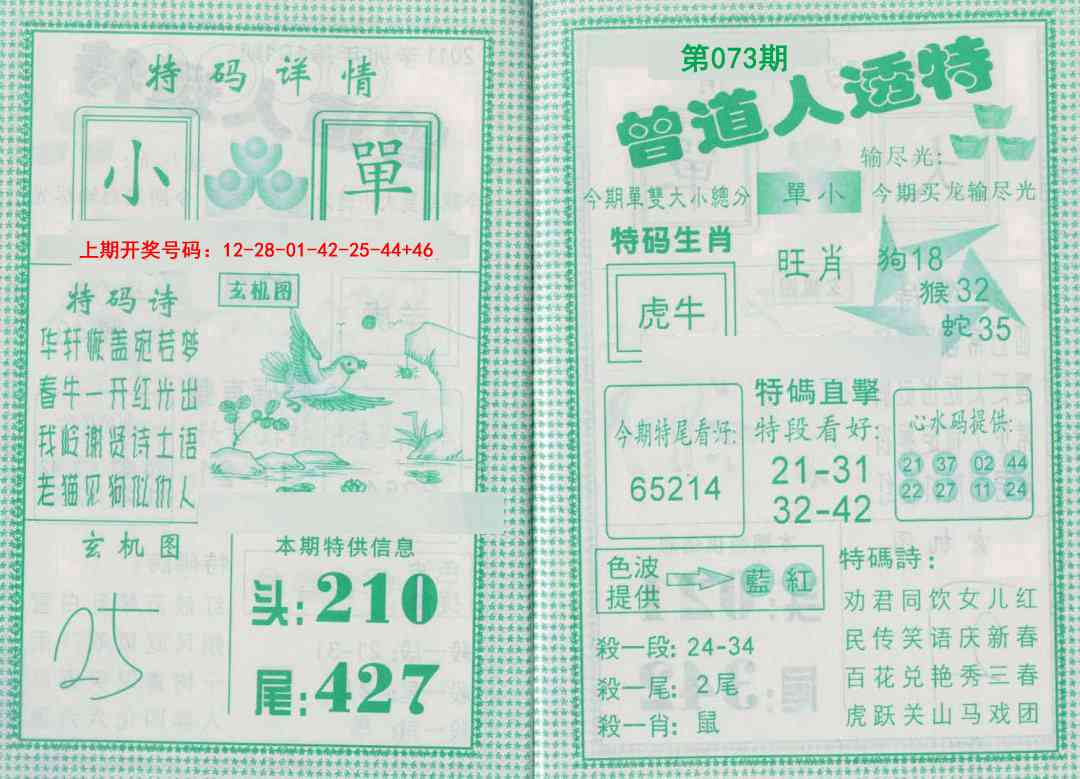 特码详情
小 單
上期开奖号码：12-28-01-42-25-44+46
特码诗
华轩 盖宛若梦
春牛一开红光出
我岭谢贤诗土语
老猫见狗似仇人
玄机图
玄机图
25
本期特供信息
头:210
尾:427
第073期
曾道人透特
输尽光:
今期單雙大小總分 單小 今期买龙输尽光
特码生肖
虎牛
旺肖
狗18
猴32
蛇35
今期特尾看好:
65214
特碼直擊
特段看好:
21-31
32-42
心水码提供:
21 37 02 44
22 27 11 24
色波提供 藍 紅
殺一段: 24-34
殺一尾: 2尾
殺一肖: 鼠
特碼詩:
劝君同饮女儿红
民传笑语庆新春
百花兑艳秀三春
虎跃关山马戏团